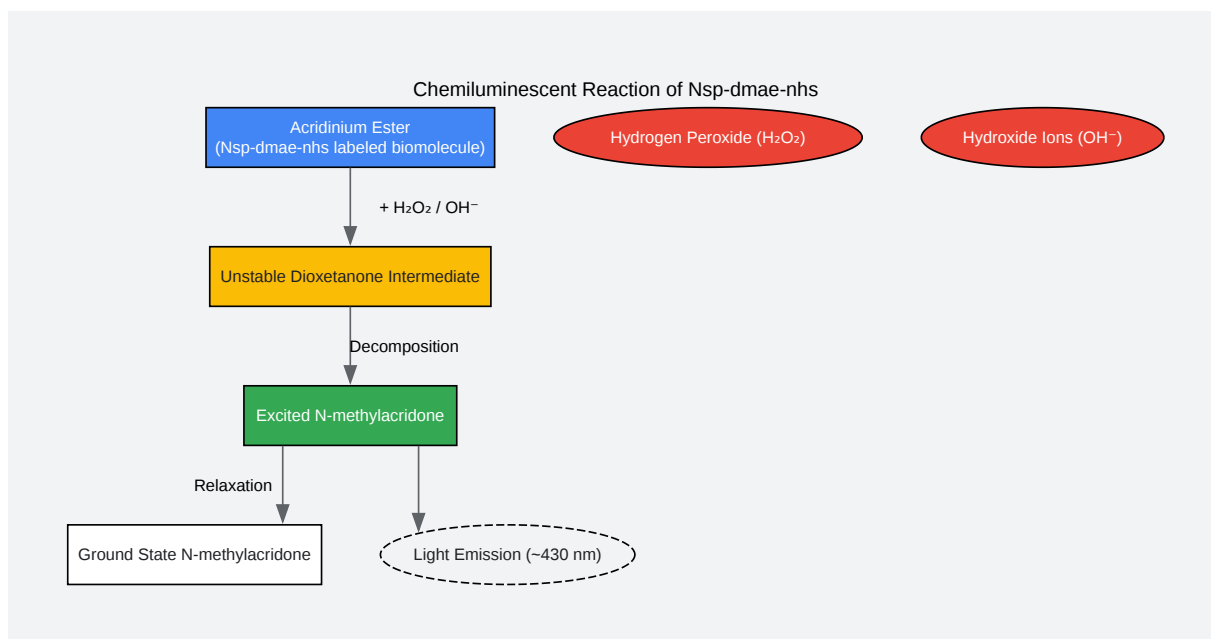 Chemiluminescent Reaction of Nsp-dmae-nhs
Acridinium Ester
(Nsp-dmae-nhs labeled biomolecule)
Hydrogen Peroxide (H₂O₂)
Hydroxide Ions (OH⁻)
+ H₂O₂ / OH⁻
Unstable Dioxetanone Intermediate
Decomposition
Excited N-methylacridone
Relaxation
Ground State N-methylacridone
Light Emission (~430 nm)